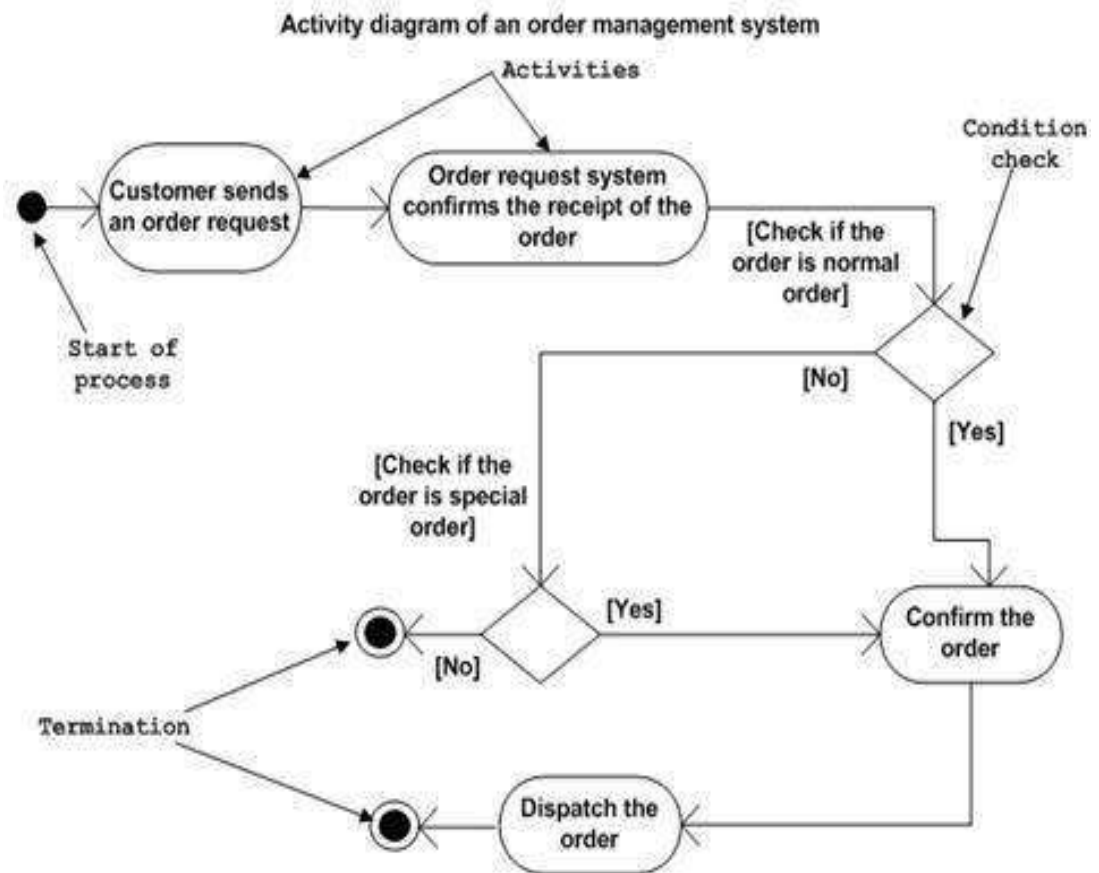 Activity diagram of an order management system
Activities
Condition
check
Customer sends
an order request
Order request system
confirms the receipt of the
order
[Check if the
order is normal
order]
Start of
process
[No]
[Yes]
[Check if the
order is special
order]
[Yes]
[No]
Confirm the
order
Termination
Dispatch the
order